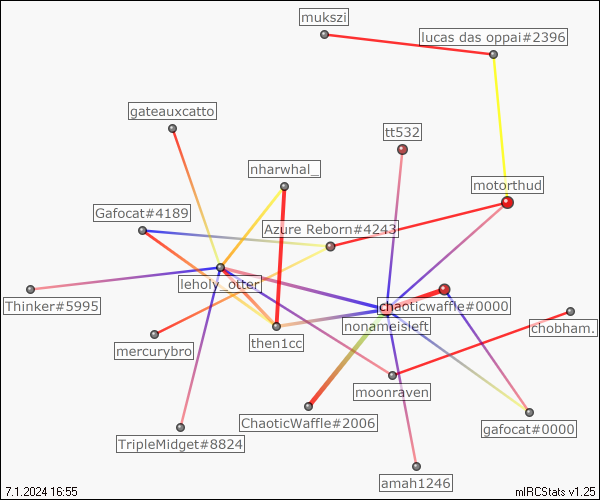 mukszi
lucas das oppai#2396
gateauxcatto
tt532
nharwhal_
motorthud
Gafocat#4189
Azure Reborn#4243
leholy_otter
Thinker#5995
chaoticwaffle#0000
nonameisleft
chobham.
then1cc
mercurybro
moonraven
ChaoticWaffle#2006
gafocat#0000
TripleMidget#8824
amah1246
7.1.2024 16:55
mIRCStats v1.25